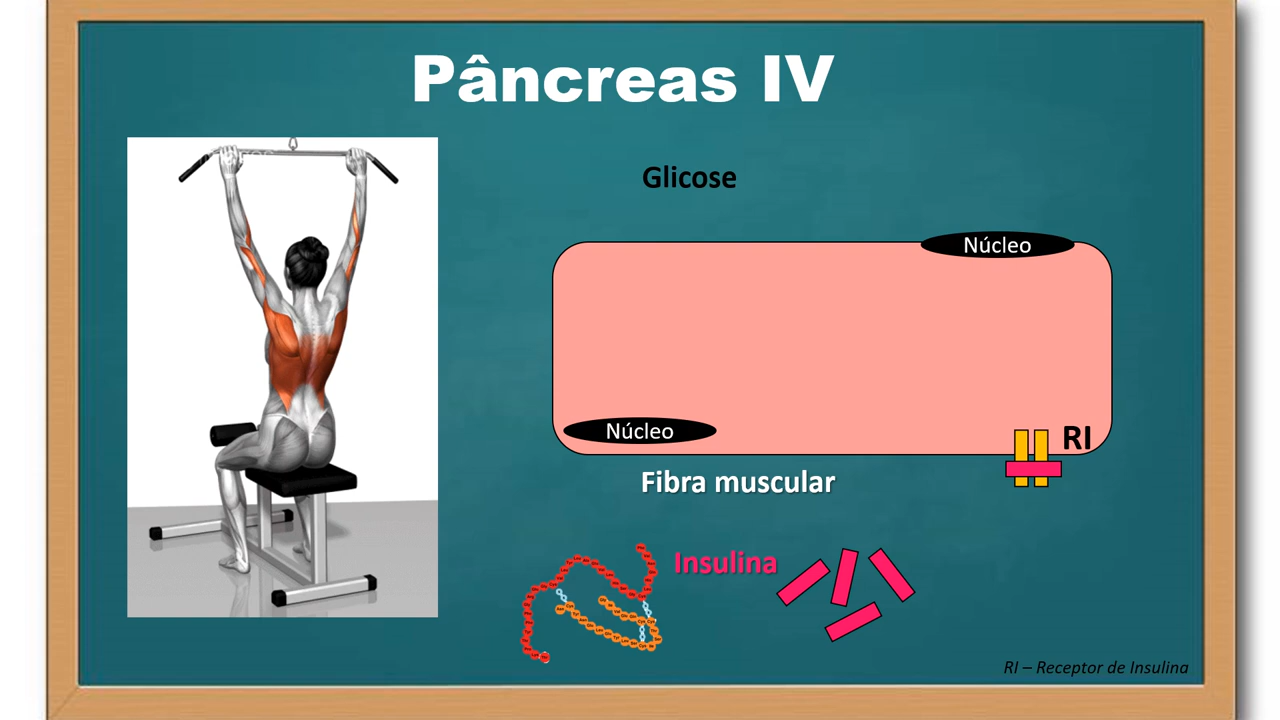 Pâncreas IV
Glicose
Núcleo
Núcleo
RI
Fibra muscular
Insulina
RI – Receptor de Insulina